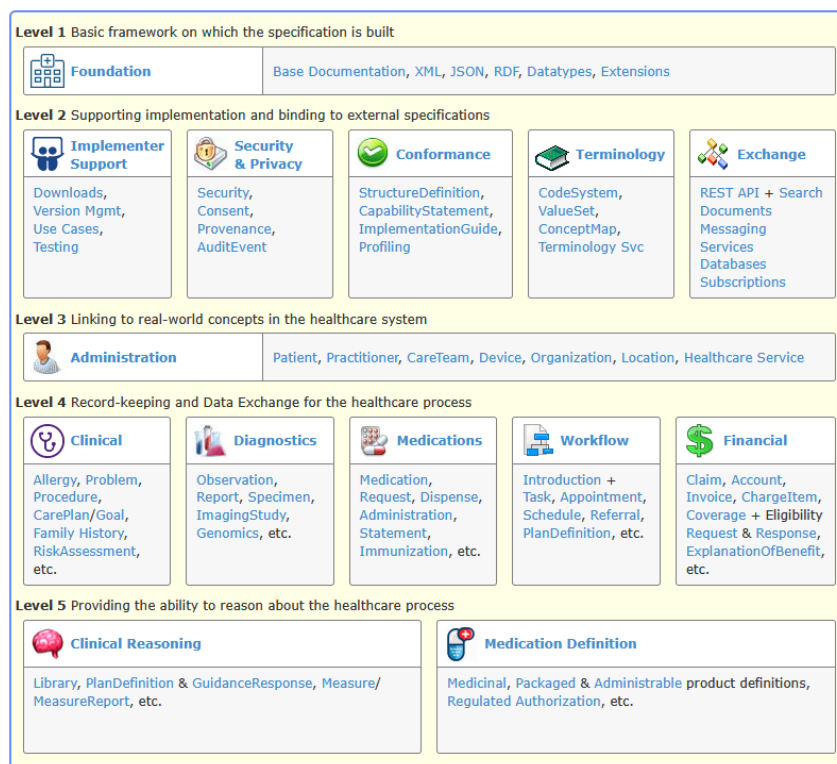 Level 1 Basic framework on which the specification is built
Foundation
Base Documentation, XML, JSON, RDF, Datatypes, Extensions
Level 2 Supporting implementation and binding to external specifications
Implementer
Support
Downloads,
Version Mgmt,
Use Cases,
Testing
Security
& Privacy
Security,
Consent,
Provenance,
AuditEvent
Conformance
StructureDefinition,
CapabilityStatement,
ImplementationGuide,
Profiling
Terminology
CodeSystem,
ValueSet,
ConceptMap,
Terminology Svc
Exchange
REST API + Search
Documents
Messaging
Services
Databases
Subscriptions
Level 3 Linking to real-world concepts in the healthcare system
Administration
Patient, Practitioner, CareTeam, Device, Organization, Location, Healthcare Service
Level 4 Record-keeping and Data Exchange for the healthcare process
Clinical
Allergy, Problem,
Procedure,
CarePlan/Goal,
Family History,
RiskAssessment,
etc.
Diagnostics
Observation,
Report, Specimen,
ImagingStudy,
Genomics, etc.
Medications
Medication,
Request, Dispense,
Administration,
Statement,
Immunization, etc.
Workflow
Introduction +
Task, Appointment,
Schedule, Referral,
PlanDefinition, etc.
Financial
Claim, Account,
Invoice, ChargeItem,
Coverage + Eligibility
Request & Response,
ExplanationOfBenefit,
etc.
Level 5 Providing the ability to reason about the healthcare process
Clinical Reasoning
Library, PlanDefinition & GuidanceResponse, Measure/
MeasureReport, etc.
Medication Definition
Medicinal, Packaged & Administrable product definitions,
Regulated Authorization, etc.